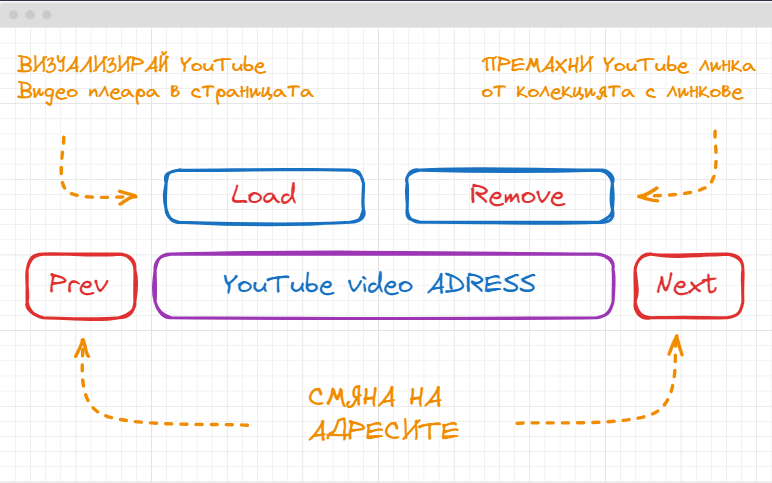 ВИЗУАЛИЗИРАЙ YouTube
Видео плеара в страницата
ПРЕМАХНИ YouTube линка
от колекцията с линкове
Load
Remove
Prev
YouTube video ADRESS
Next
СМЯНА НА
АДРЕСИТЕ